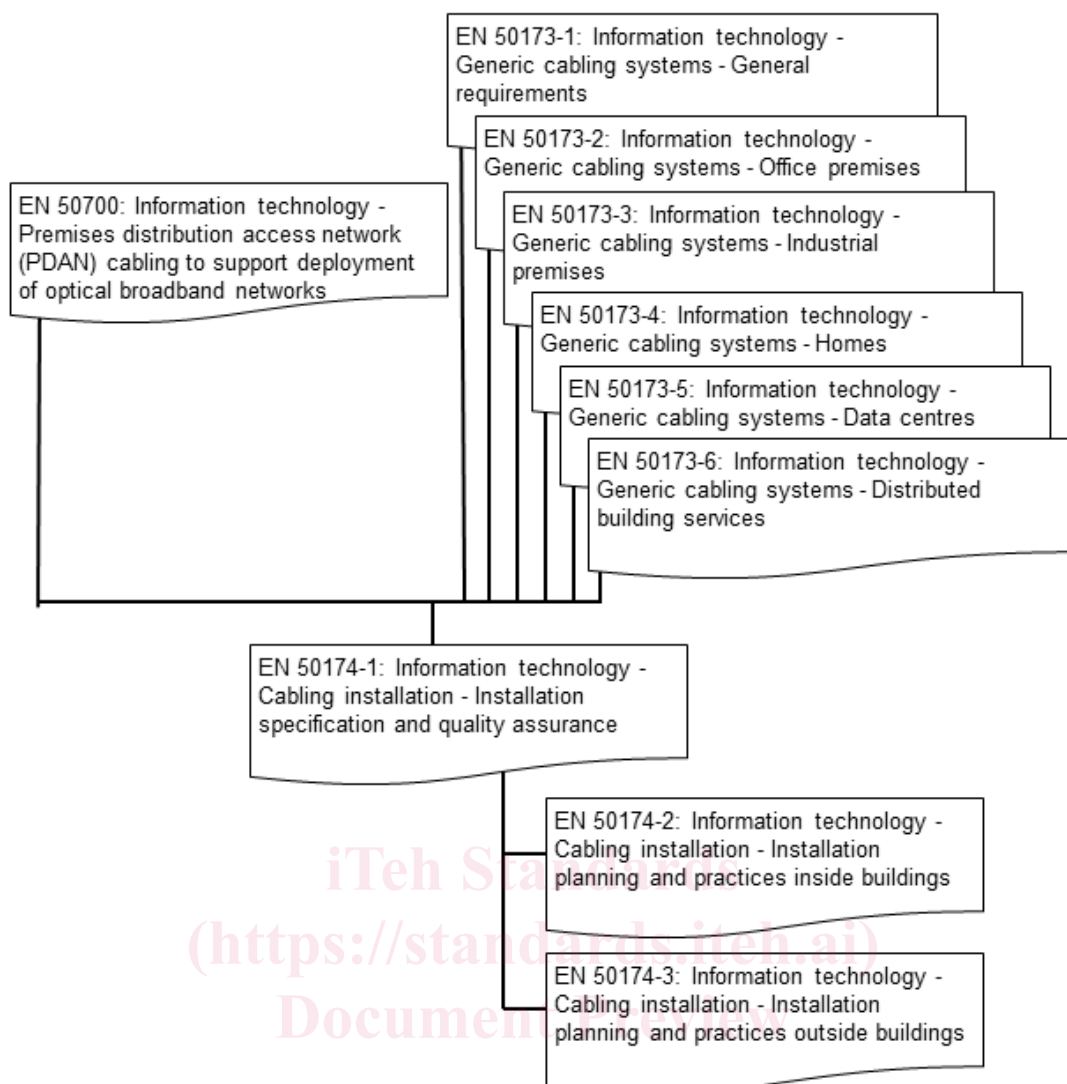 EN 50173-1: Information technology -
Generic cabling systems - General
requirements
EN 50173-2: Information technology -
Generic cabling systems - Office premises
EN 50700: Information technology -
Premises distribution access network
(PDAN) cabling to support deployment
of optical broadband networks
EN 50173-3: Information technology -
Generic cabling systems - Industrial
premises
EN 50173-4: Information technology -
Generic cabling systems - Homes
EN 50173-5: Information technology -
Generic cabling systems - Data centres
EN 50173-6: Information technology -
Generic cabling systems - Distributed
building services
EN 50174-1: Information technology -
Cabling installation - Installation
specification and quality assurance
EN 50174-2: Information technology -
Cabling installation - Installation
planning and practices inside buildings
EN 50174-3: Information technology -
Cabling installation - Installation
planning and practices outside buildings
iTeh Standards
(https://standards.iteh.ai)
Document Preview